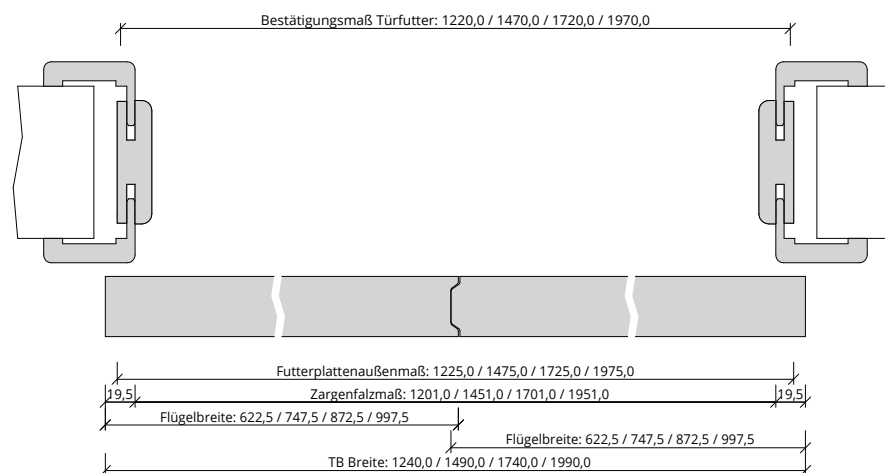 Bestätigungsmaß Türfutter: 1220,0 / 1470,0 / 1720,0 / 1970,0
Futterplattenaußenmaß: 1225,0 / 1475,0 / 1725,0 / 1975,0
19,5 Zargenfalzmaß: 1201,0 / 1451,0 / 1701,0 / 1951,0 19,5
Flügelbreite: 622,5 / 747,5 / 872,5 / 997,5
Flügelbreite: 622,5 / 747,5 / 872,5 / 997,5
TB Breite: 1240,0 / 1490,0 / 1740,0 / 1990,0